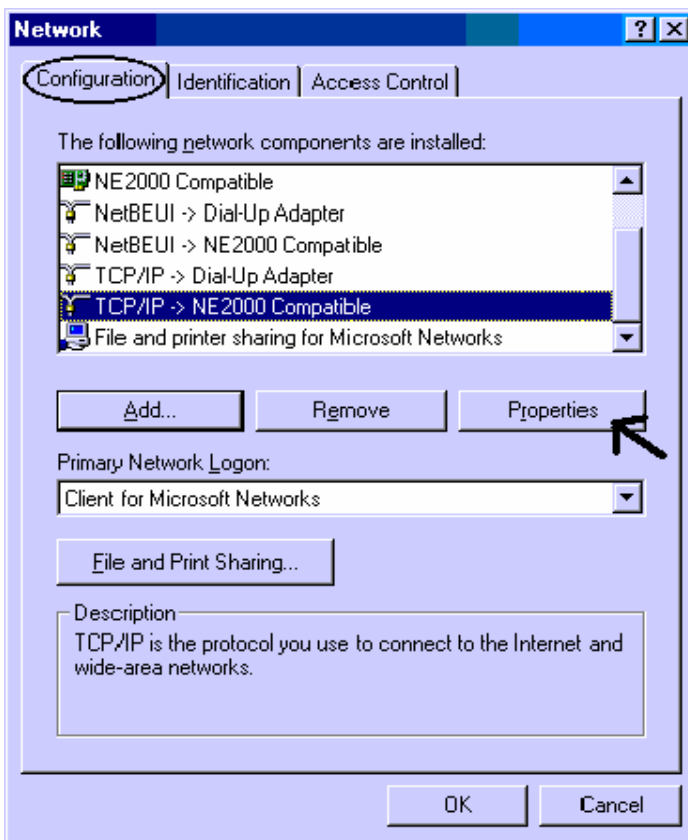 Network
Configuration Identification Access Control
The following network components are installed:
NE2000 Compatible
NetBEUI -> Dial-Up Adapter
NetBEUI -> NE2000 Compatible
TCP/IP -> Dial-Up Adapter
TCP/IP -> NE2000 Compatible
File and printer sharing for Microsoft Networks
Add... Remove Properties
Primary Network Logon:
Client for Microsoft Networks
File and Print Sharing...
Description
TCP/IP is the protocol you use to connect to the Internet and
wide-area networks.
OK Cancel